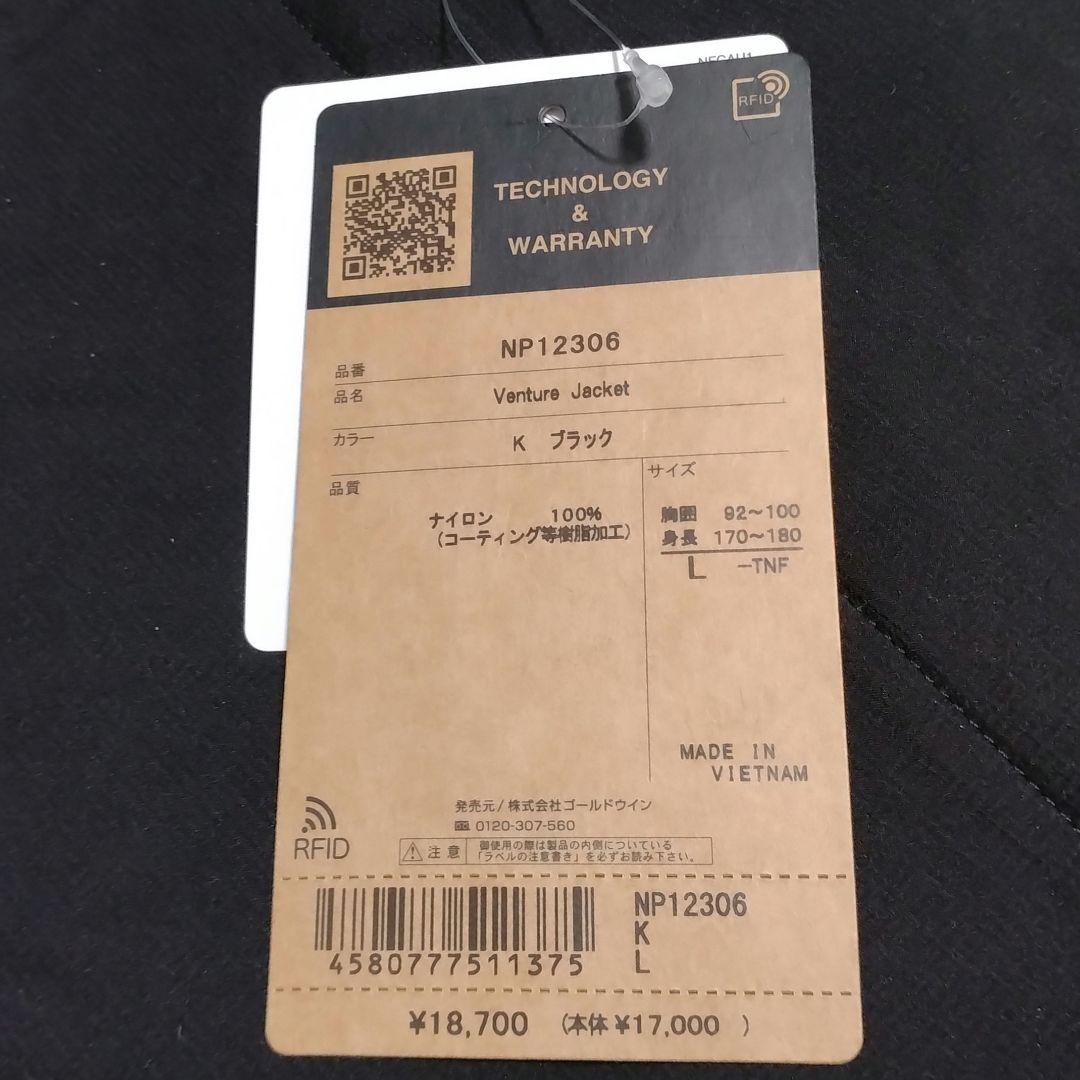 RFID
TECHNOLOGY
&
WARRANTY
品番 NP12306
品名 Venture Jacket
カラー K ブラック
品質
ナイロン 100%
(コーティング等樹脂加工)
サイズ
胸囲 92〜100
身長 170〜180
L -TNF
MADE IN
VIETNAM
発売元/株式会社ゴールドウイン
0120-307-560
RFID
注意 御使用の際は製品の内側についている
「ラベルの注意書き」を必ずお読み下さい。
4580777511375
NP12306
K
L
¥18,700 (本体 ¥17,000 )